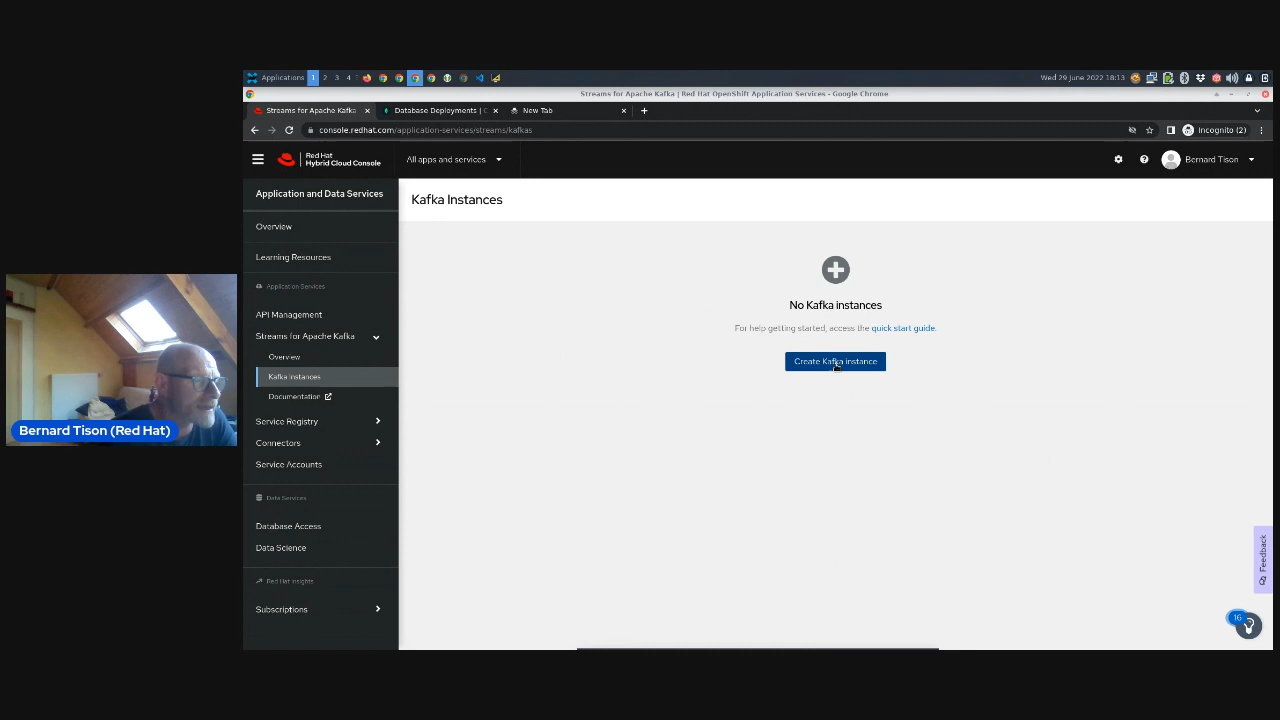 Applications
1 2 3 4
Wed 29 June 2022 18:13
Streams for Apache Kafka | Red Hat OpenShift Application Services - Google Chrome
Streams for Apache Kafka
Database Deployments | C
New Tab
console.redhat.com/application-services/streams/kafkas
Incognito (2)
Red Hat
Hybrid Cloud Console
All apps and services
Bernard Tison
Application and Data Services
Overview
Learning Resources
Application Services
API Management
Streams for Apache Kafka
Overview
Kafka Instances
Documentation
Service Registry
Connectors
Service Accounts
Data Services
Database Access
Data Science
Red Hat Insights
Subscriptions
Kafka Instances
No Kafka instances
For help getting started, access the quick start guide.
Create Kafka instance
Feedback
16
Bernard Tison (Red Hat)